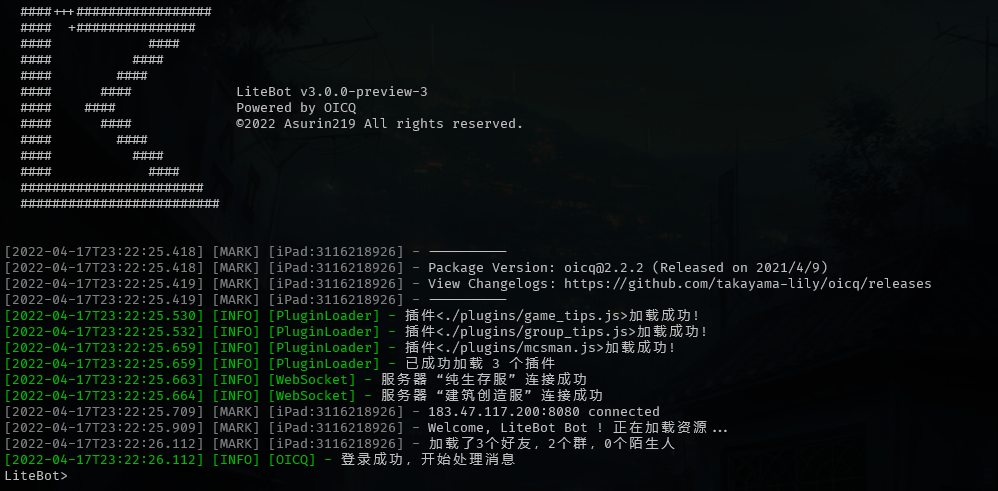 ####+++#################
####  +###############
####            ####
####          ####
####        ####
####      ####             LiteBot v3.0.0-preview-3
####    ####               Powered by OICQ
####      ####             ©2022 Asurin219 All rights reserved.
####        ####
####          ####
####            ####
#######################
#########################
[2022-04-17T23:22:25.418] [MARK] [iPad:3116218926] - ----------
[2022-04-17T23:22:25.418] [MARK] [iPad:3116218926] - Package Version: oicq@2.2.2 (Released on 2021/4/9)
[2022-04-17T23:22:25.419] [MARK] [iPad:3116218926] - View Changelogs: https://github.com/takayama-lily/oicq/releases
[2022-04-17T23:22:25.419] [MARK] [iPad:3116218926] - ----------
[2022-04-17T23:22:25.530] [INFO] [PluginLoader] - 插件<./plugins/game_tips.js>加载成功!
[2022-04-17T23:22:25.532] [INFO] [PluginLoader] - 插件<./plugins/group_tips.js>加载成功!
[2022-04-17T23:22:25.659] [INFO] [PluginLoader] - 插件<./plugins/mcsman.js>加载成功!
[2022-04-17T23:22:25.659] [INFO] [PluginLoader] - 已成功加载 3 个插件
[2022-04-17T23:22:25.663] [INFO] [WebSocket] - 服务器 “纯生存服” 连接成功
[2022-04-17T23:22:25.664] [INFO] [WebSocket] - 服务器 “建筑创造服” 连接成功
[2022-04-17T23:22:25.709] [MARK] [iPad:3116218926] - 183.47.117.200:8080 connected
[2022-04-17T23:22:25.909] [MARK] [iPad:3116218926] - Welcome, LiteBot Bot ! 正在加载资源...
[2022-04-17T23:22:26.112] [MARK] [iPad:3116218926] - 加载了3个好友，2个群，0个陌生人
[2022-04-17T23:22:26.112] [INFO] [OICQ] - 登录成功，开始处理消息
LiteBot>